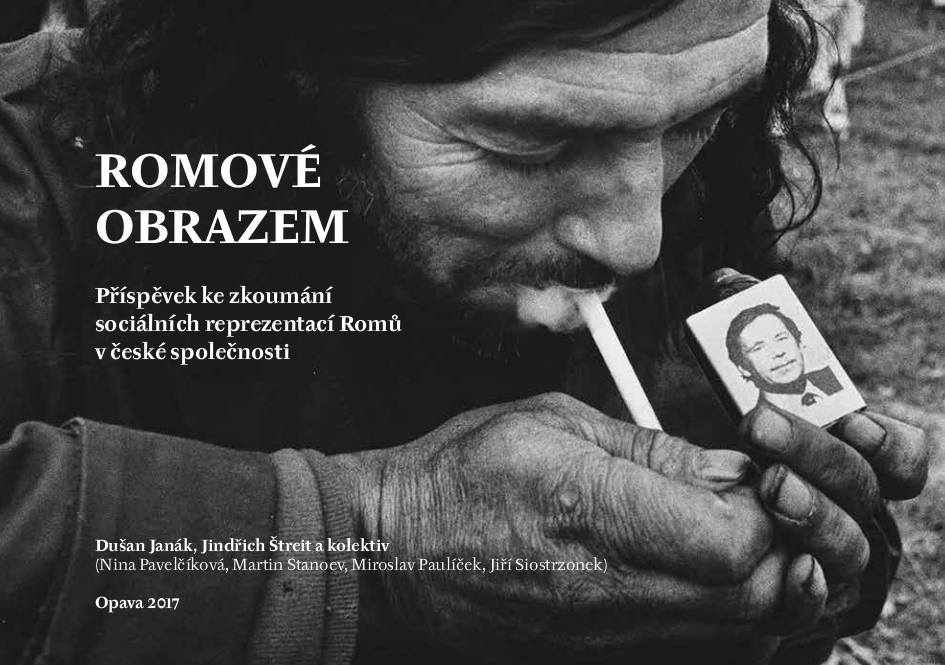 ROMOVÉ
OBRAZEM
Příspěvek ke zkoumání
sociálních reprezentací Romů
v české společnosti
Dušan Janák, Jindřich Štreit a kolektiv
(Nina Pavelčíková, Martin Stanoev, Miroslav Paulíček, Jiří Siostrzonek)
Opava 2017